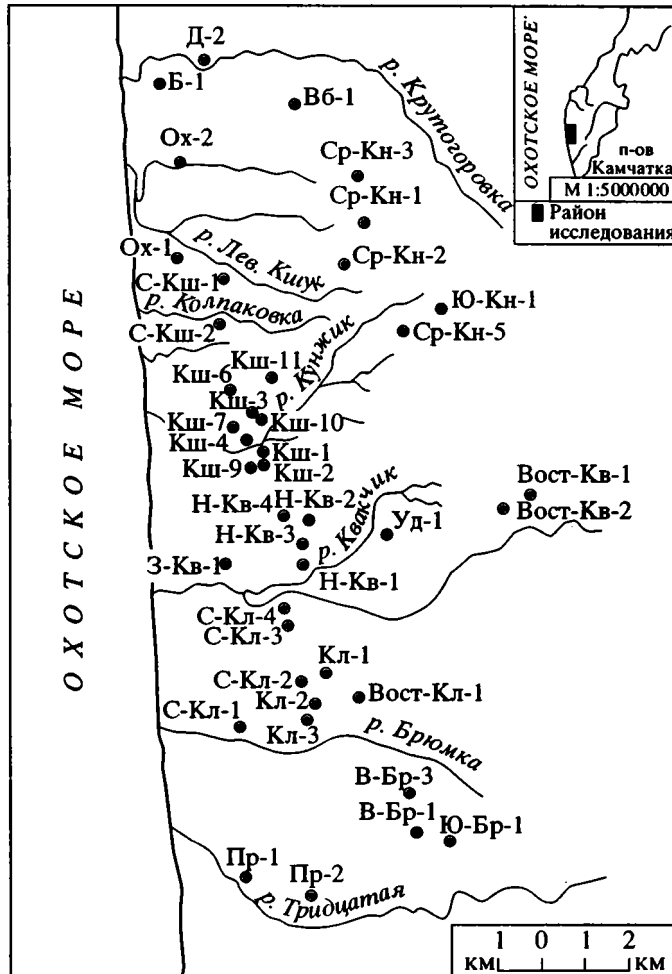 Д-2
Б-1
Вб-1
р. Крутогоровка
Ох-2
Ср-Кн-3
Ср-Кн-1
Ох-1
р. Лев. Кшук
Ср-Кн-2
С-Кш-1
р. Колпаковка
С-Кш-2
Ю-Кн-1
Ср-Кн-5
р. Кунжик
Кш-11
Кш-6
Кш-3
Кш-7
Кш-10
Кш-4
Кш-1
Кш-9
Кш-2
Н-Кв-4
Н-Кв-2
Вост-Кв-1
Вост-Кв-2
Н-Кв-3
р. Квакчик
Уд-1
З-Кв-1
Н-Кв-1
С-Кл-4
С-Кл-3
Кл-1
С-Кл-2
Вост-Кл-1
Кл-2
С-Кл-1
Кл-3
р. Брюмка
В-Бр-3
В-Бр-1
Ю-Бр-1
Пр-1
Пр-2
р. Тридцатая
ОХОТСКОЕ МОРЕ
ОХОТСКОЕ МОРЕ
п-ов
Камчатка
М 1:5000000
Район
исследования
1 0 1 2
км км